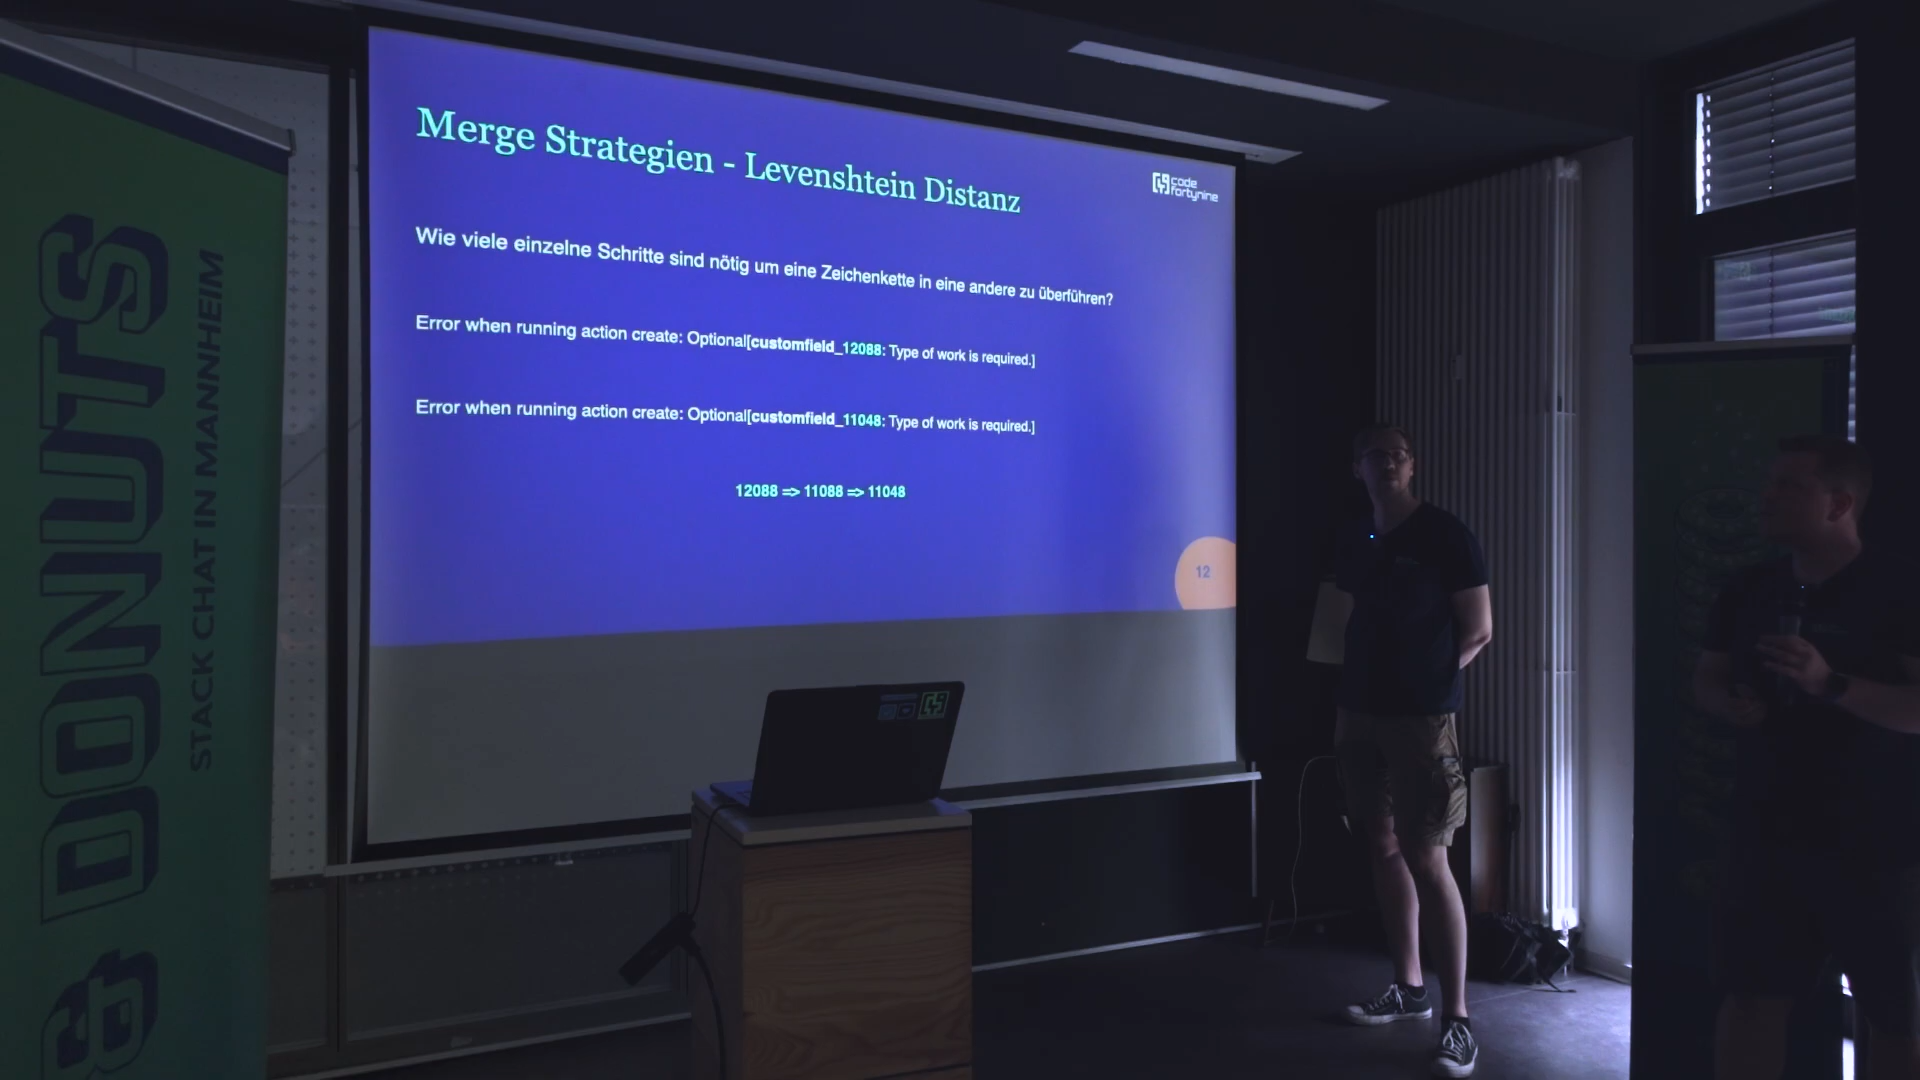 & DONUTS
STACK CHAT IN MANNHEIM
Merge Strategien - Levenshtein Distanz
code
fortynine
Wie viele einzelne Schritte sind nötig um eine Zeichenkette in eine andere zu überführen?
Error when running action create: Optional[customfield_12088: Type of work is required.]
Error when running action create: Optional[customfield_11048: Type of work is required.]
12088 => 11088 => 11048
12